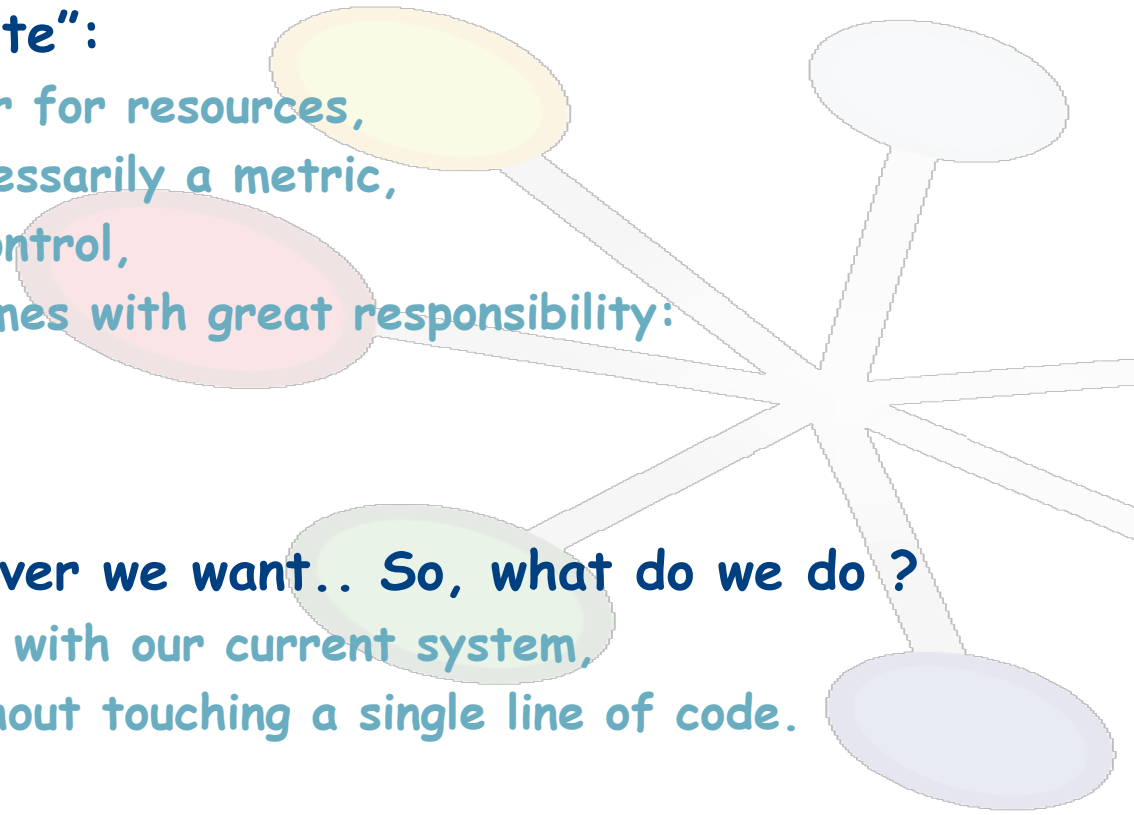 te”:
r for resources,
essarily a metric,
ontrol,
mes with great responsibility:
ver we want.. So, what do we do ?
with our current system,
hout touching a single line of code.